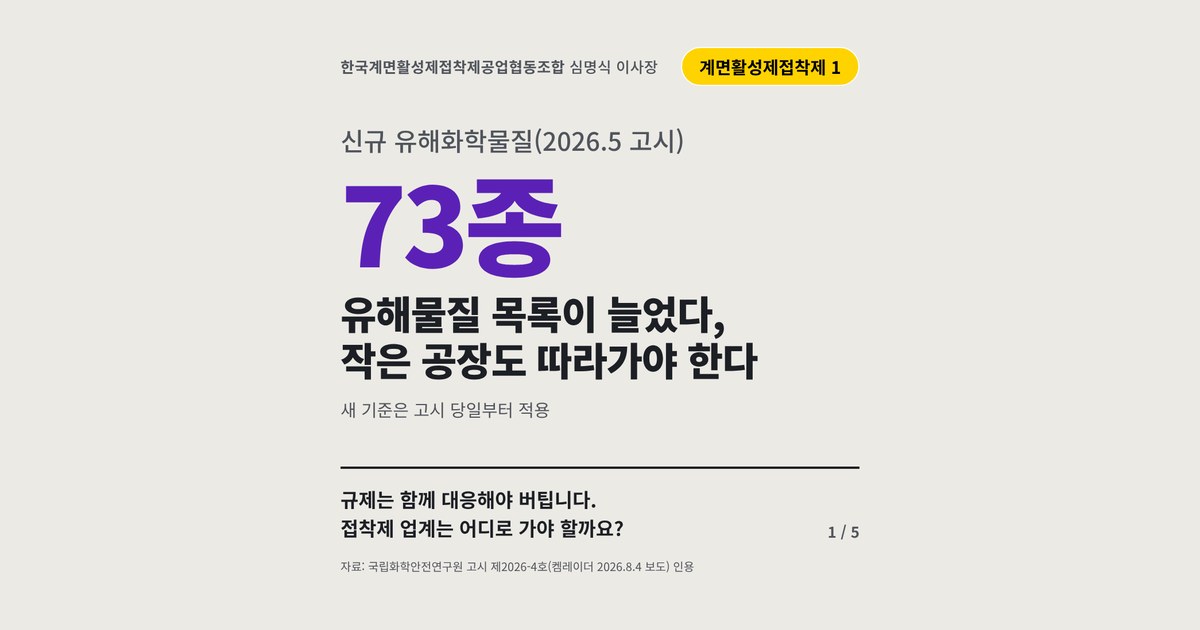 한국계면활성제접착제공업협동조합 심명식 이사장
계면활성제접착제 1
신규 유해화학물질(2026.5 고시)
73종
유해물질 목록이 늘었다,
작은 공장도 따라가야 한다
새 기준은 고시 당일부터 적용
규제는 함께 대응해야 버팁니다.
접착제 업계는 어디로 가야 할까요?
1 / 5
자료: 국립화학안전연구원 고시 제2026-4호(켐레이더 2026.8.4 보도) 인용